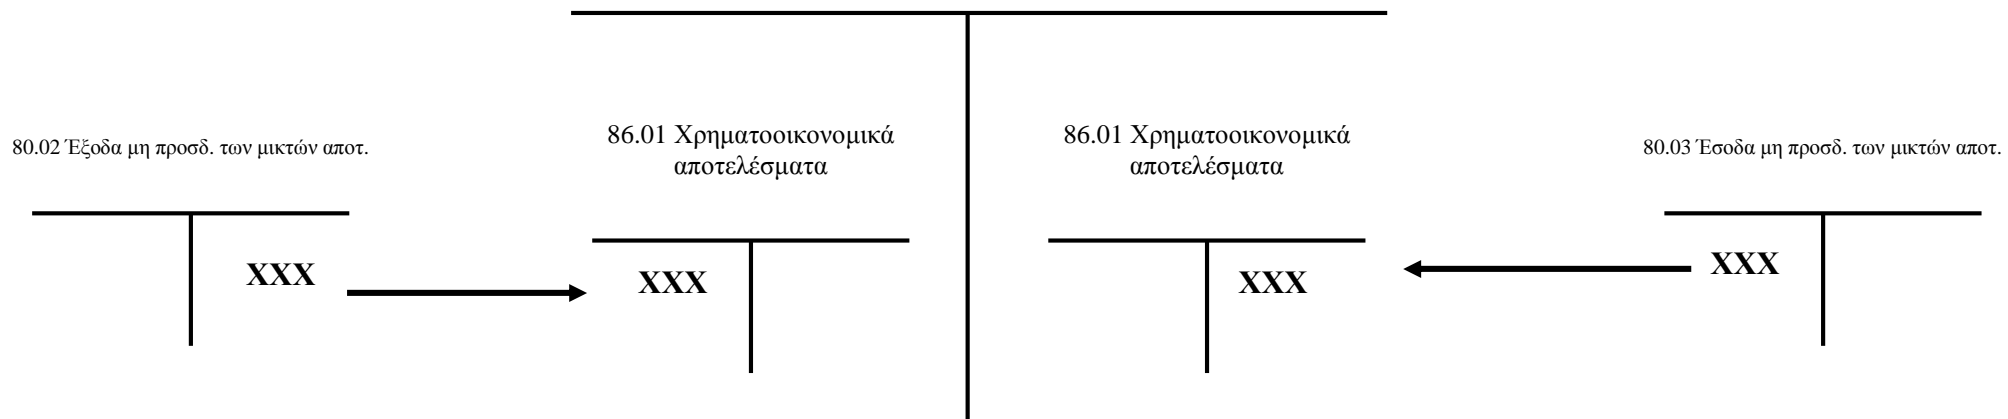 80.02 Έξοδα μη προσδ. των μικτών αποτ.
86.01 Χρηματοοικονομικά
αποτελέσματα
86.01 Χρηματοοικονομικά
αποτελέσματα
80.03 Έσοδα μη προσδ. των μικτών αποτ.
XXX
XXX
XXX
XXX